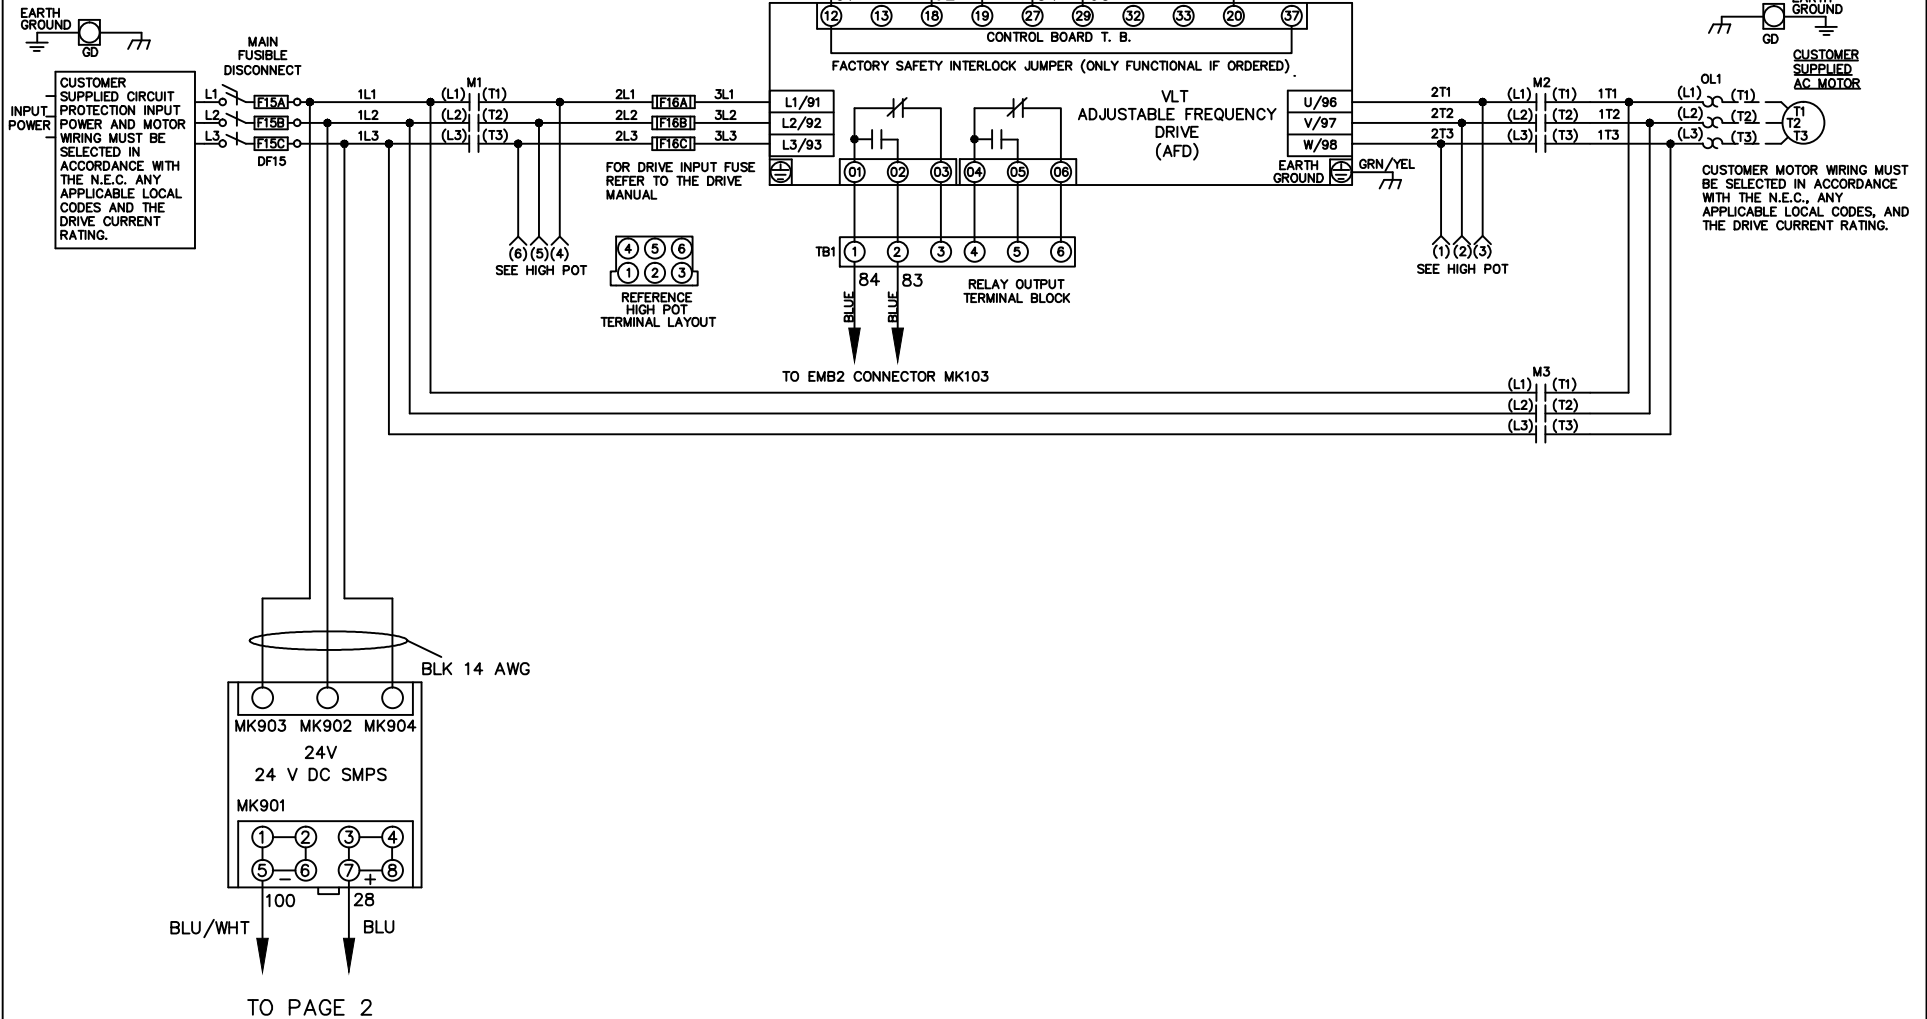 EARTH
GROUND
GD
MAIN
FUSIBLE
DISCONNECT
CUSTOMER
SUPPLIED CIRCUIT
PROTECTION INPUT
POWER AND MOTOR
WIRING MUST BE
SELECTED IN
ACCORDANCE WITH
THE N.E.C. ANY
APPLICABLE LOCAL
CODES AND THE
DRIVE CURRENT
RATING.
INPUT
POWER
L1 F15A 1L1 (L1) M1 (T1) 2L1 F16A 3L1
L2 F15B 1L2 (L2) (T2) 2L2 F16B 3L2
L3 F15C 1L3 (L3) (T3) 2L3 F16C 3L3
DF15
FOR DRIVE INPUT FUSE
REFER TO THE DRIVE
MANUAL
(6) (5) (4)
SEE HIGH POT
4 5 6
1 2 3
REFERENCE
HIGH POT
TERMINAL LAYOUT
12 13 18 19 27 29 32 33 20 37
CONTROL BOARD T. B.
FACTORY SAFETY INTERLOCK JUMPER (ONLY FUNCTIONAL IF ORDERED)
L1/91
L2/92
L3/93
VLT
ADJUSTABLE FREQUENCY
DRIVE
(AFD)
U/96
V/97
W/98
EARTH
GROUND
GRN/YEL
01 02 03 04 05 06
TB1 1 2 3 4 5 6
84 83
BLUE BLUE
RELAY OUTPUT
TERMINAL BLOCK
TO EMB2 CONNECTOR MK103
GROUND
GD
CUSTOMER
SUPPLIED
AC MOTOR
2T1 (L1) M2 (T1) 1T1 (L1) OL1 (T1) T1
2T2 (L2) (T2) 1T2 (L2) (T2) T2
2T3 (L3) (T3) 1T3 (L3) (T3) T3
CUSTOMER MOTOR WIRING MUST
BE SELECTED IN ACCORDANCE
WITH THE N.E.C., ANY
APPLICABLE LOCAL CODES, AND
THE DRIVE CURRENT RATING.
(1) (2) (3)
SEE HIGH POT
M3
(L1) (T1)
(L2) (T2)
(L3) (T3)
BLK 14 AWG
MK903 MK902 MK904
24V
24 V DC SMPS
MK901
1 2 3 4
5 6 7 8
- +
100 28
BLU/WHT BLU
TO PAGE 2